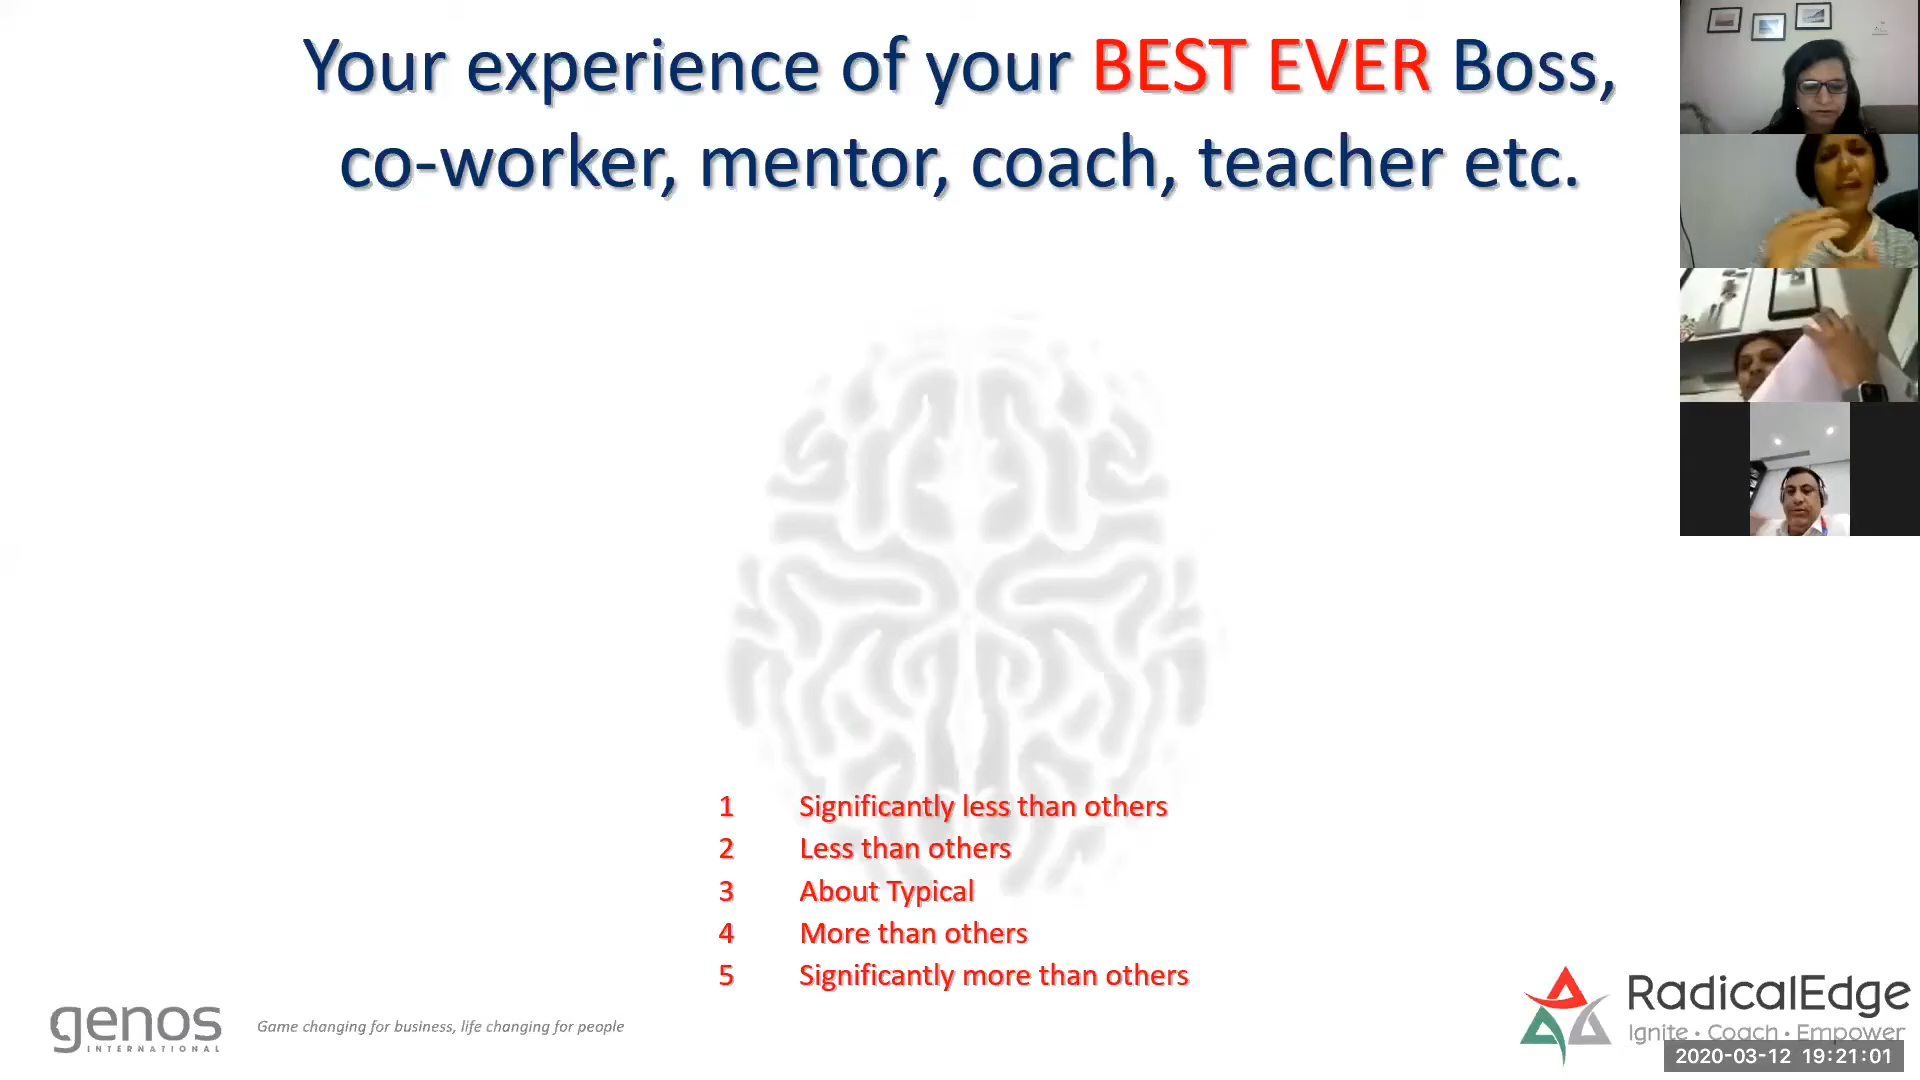 Your experience of your BEST EVER Boss,
co-worker, mentor, coach, teacher etc.
1 Significantly less than others
2 Less than others
3 About Typical
4 More than others
5 Significantly more than others
genos
INTERNATIONAL
Game changing for business, life changing for people
RadicalEdge
Ignite • Coach • Empower
2020-03-12 19:21:01